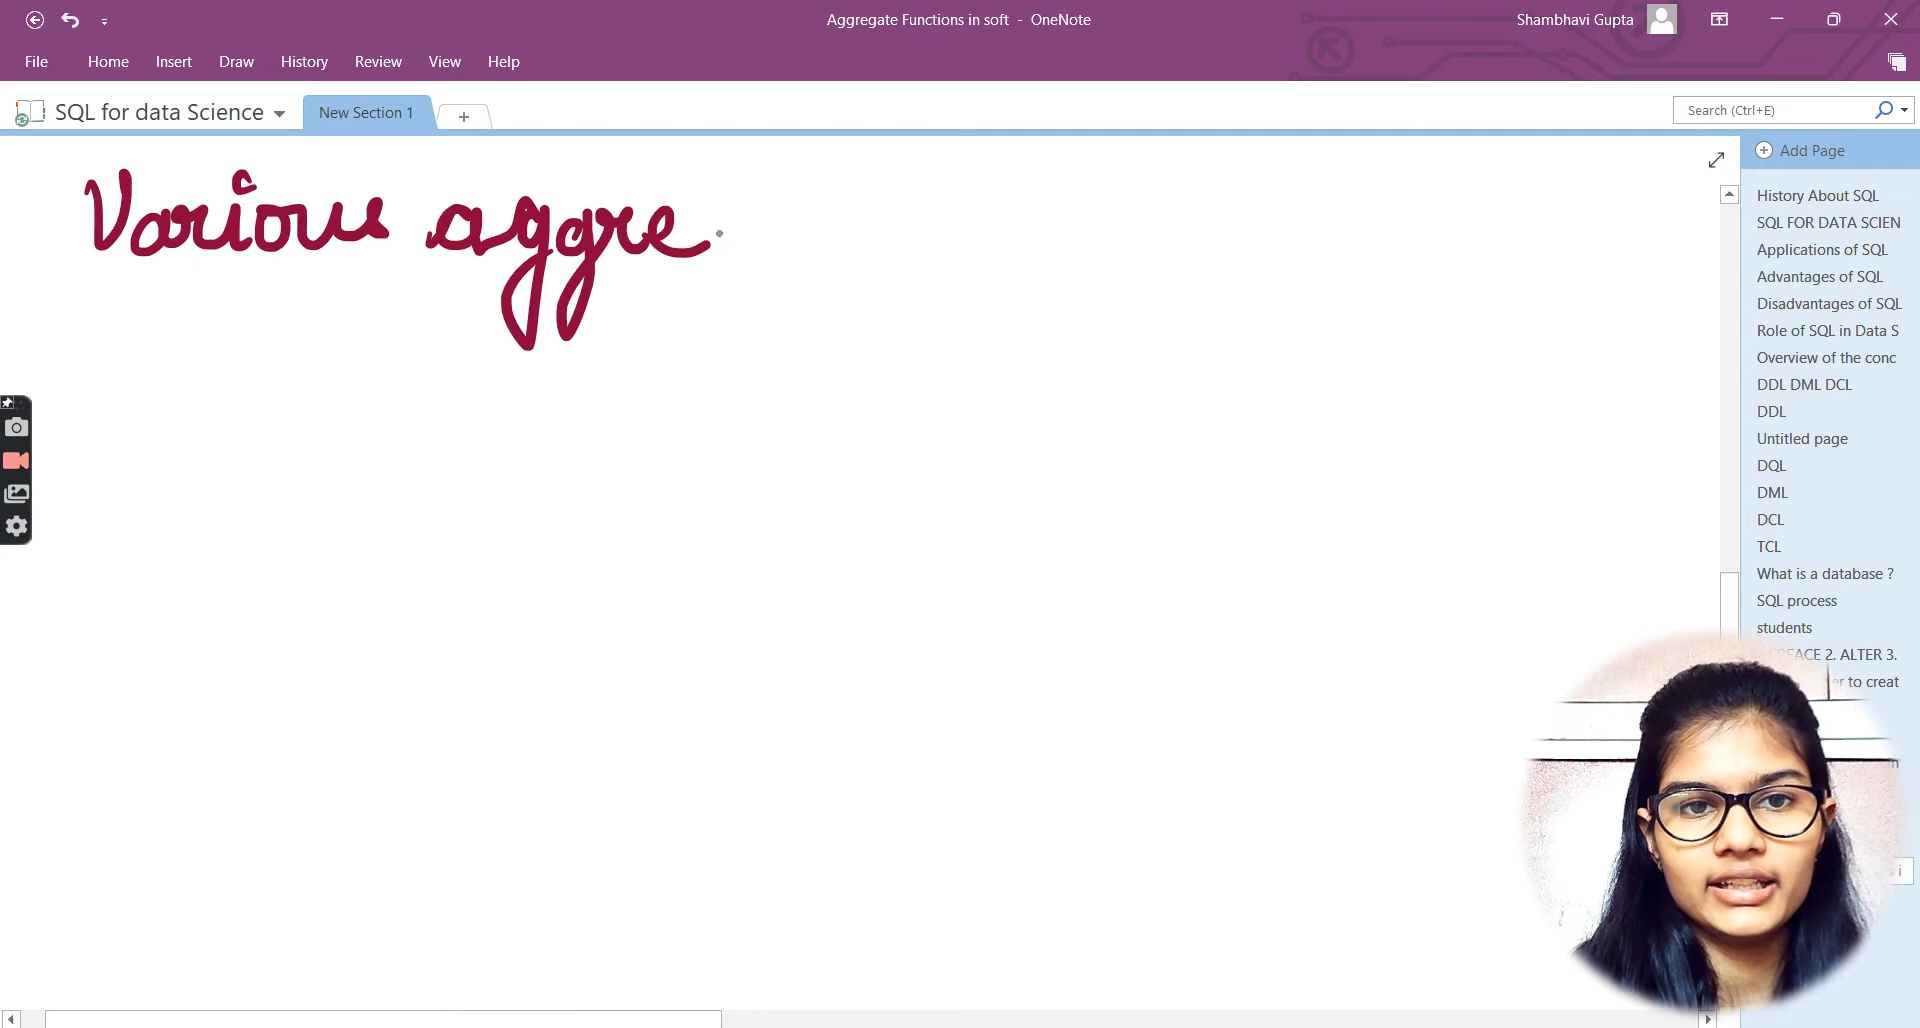 Aggregate Functions in soft - OneNote
Shambhavi Gupta
File Home Insert Draw History Review View Help
SQL for data Science
New Section 1
+
Search (Ctrl+E)
Add Page
Various aggre
History About SQL
SQL FOR DATA SCIEN
Applications of SQL
Advantages of SQL
Disadvantages of SQL
Role of SQL in Data S
Overview of the conc
DDL DML DCL
DDL
Untitled page
DQL
DML
DCL
TCL
What is a database ?
SQL process
students
FACE 2. ALTER 3.
er to creat